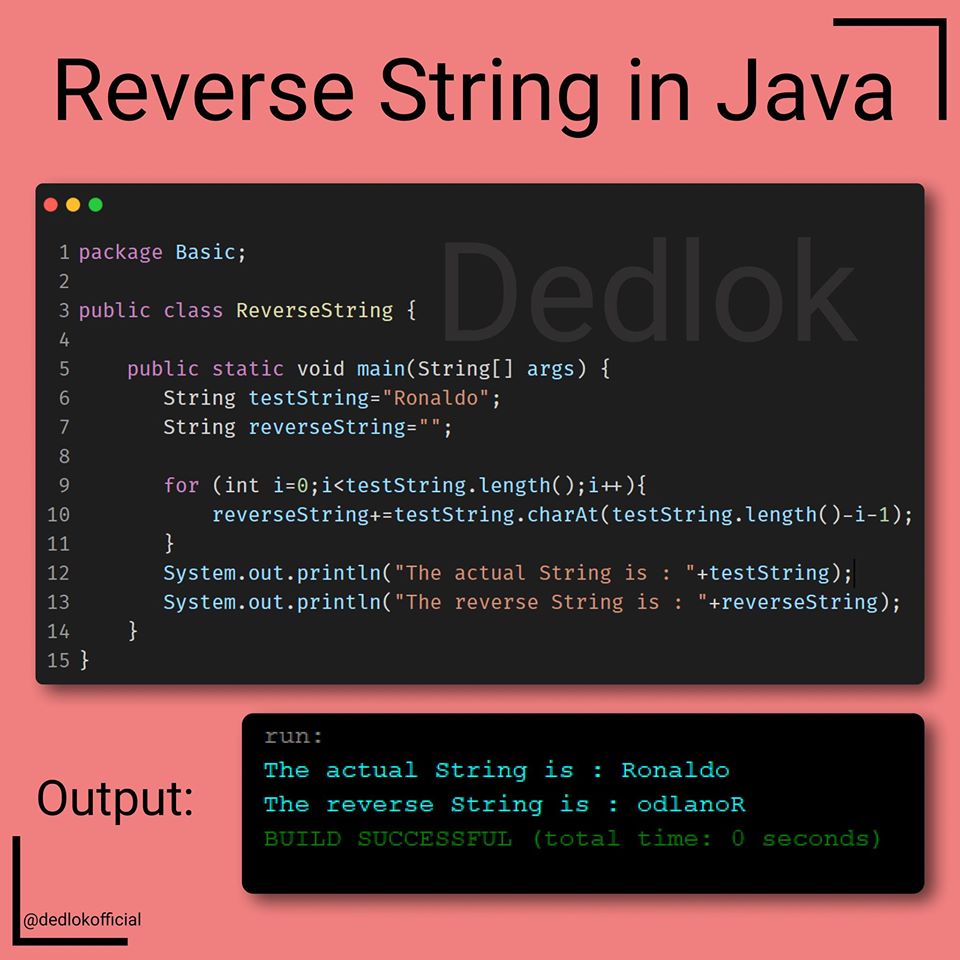 Reverse String in Java
Dedlok
1 package Basic;
2
3 public class ReverseString {
4
5     public static void main(String[] args) {
6        String testString="Ronaldo";
7        String reverseString="";
8
9        for (int i=0;i<testString.length();i++){
10            reverseString+=testString.charAt(testString.length()-i-1);
11        }
12        System.out.println("The actual String is : "+testString);
13        System.out.println("The reverse String is : "+reverseString);
14     }
15 }
Output:
run:
The actual String is : Ronaldo
The reverse String is : odlanoR
BUILD SUCCESSFUL (total time: 0 seconds)
@dedlokofficial